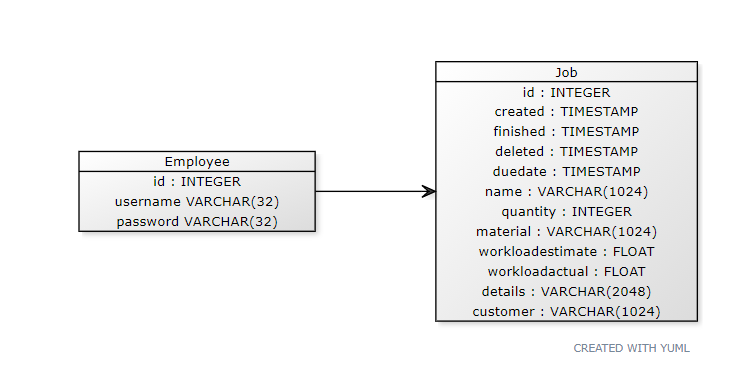 Employee
id : INTEGER
username VARCHAR(32)
password VARCHAR(32)
Job
id : INTEGER
created : TIMESTAMP
finished : TIMESTAMP
deleted : TIMESTAMP
duedate : TIMESTAMP
name : VARCHAR(1024)
quantity : INTEGER
material : VARCHAR(1024)
workloadestimate : FLOAT
workloadactual : FLOAT
details : VARCHAR(2048)
customer : VARCHAR(1024)
CREATED WITH YUML